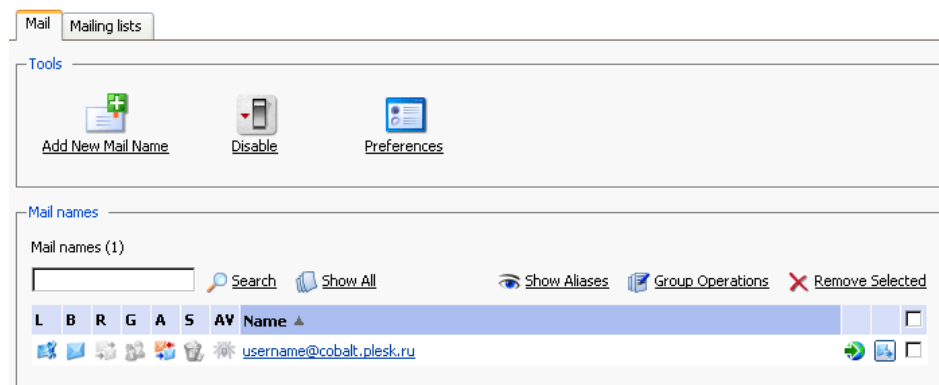 Mail Mailing lists
Tools
Add New Mail Name Disable Preferences
Mail names
Mail names (1)
Search Show All Show Aliases Group Operations Remove Selected
L B R G A S AV Name
username@cobalt.plesk.ru